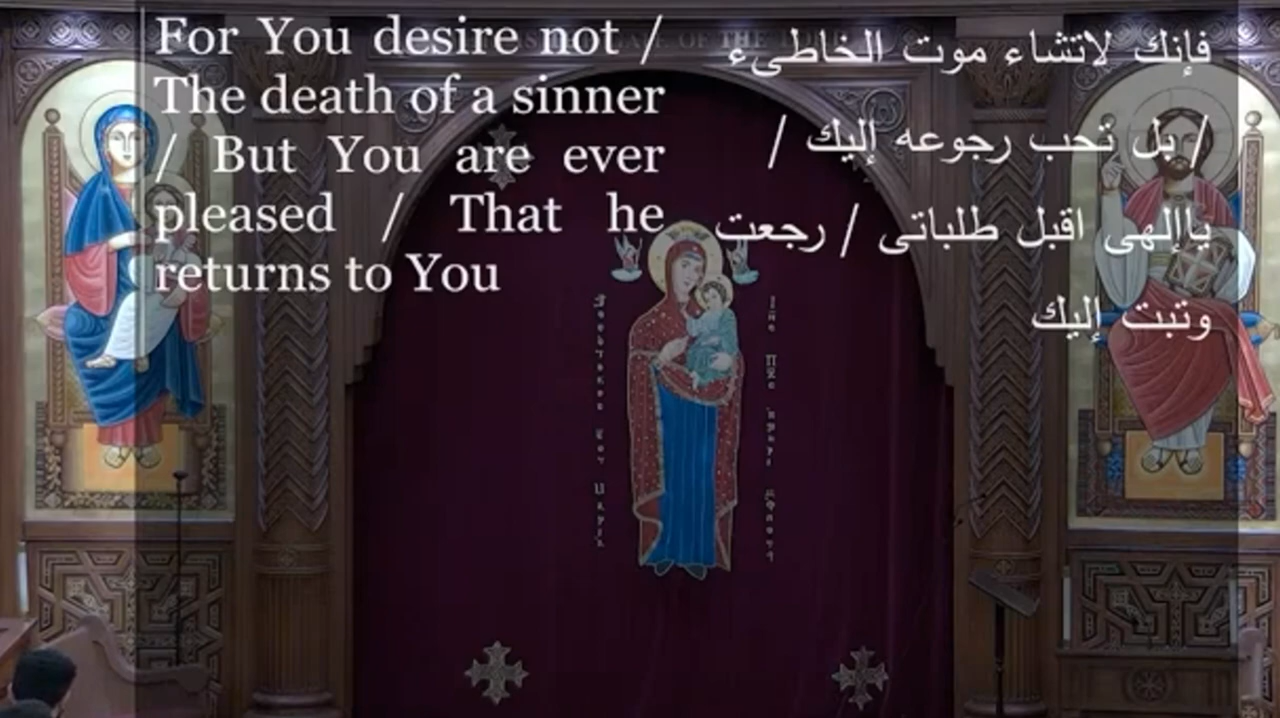 For You desire not /
The death of a sinner
/ But You are ever
pleased / That he
returns to You
فإنك لاتشاء موت الخاطىء
/ بل تحب رجوعه إليك /
ياإلهى اقبل طلباتى / رجعت
وتبت إليك